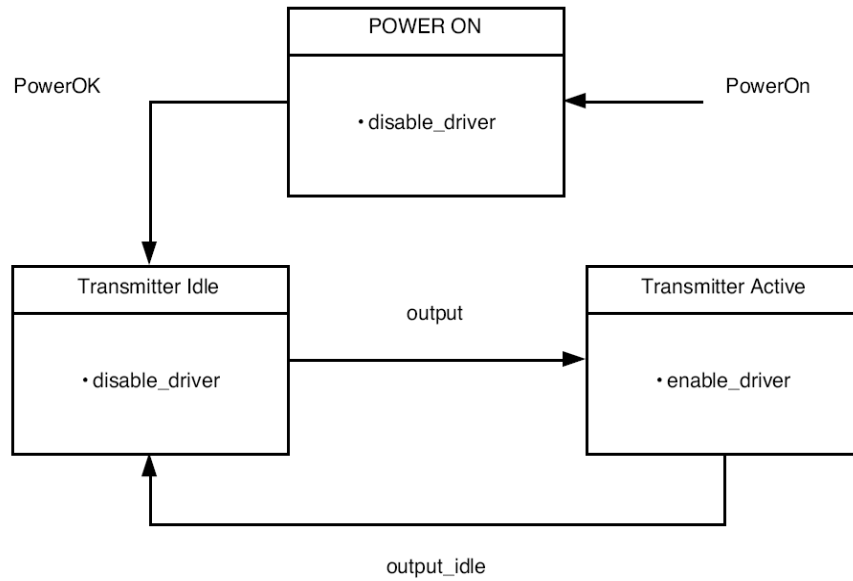 POWER ON
PowerOK
PowerOn
• disable_driver
Transmitter Idle
Transmitter Active
output
• disable_driver
• enable_driver
output_idle